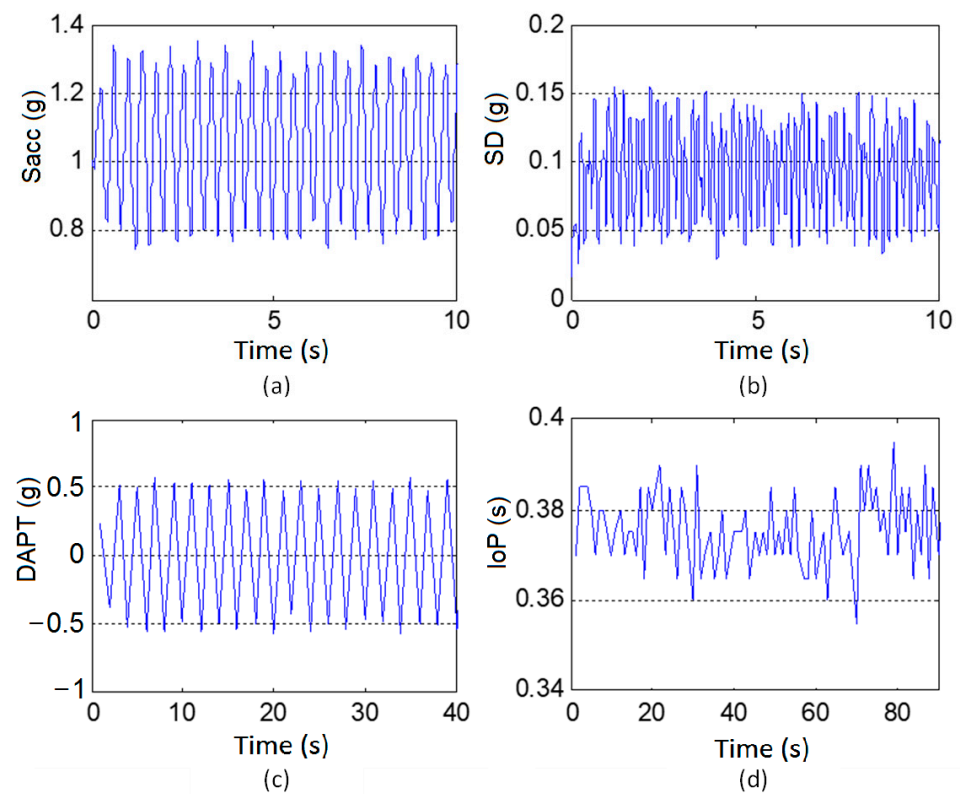 1.4
1.2
1
0.8
Sacc (g)
0
5
10
Time (s)
(a)
0.2
0.15
0.1
0.05
0
SD (g)
0
5
10
Time (s)
(b)
1
0.5
0
−0.5
−1
DAPT (g)
0
10
20
30
40
Time (s)
(c)
0.4
0.38
0.36
0.34
IoP (s)
0
20
40
60
80
Time (s)
(d)